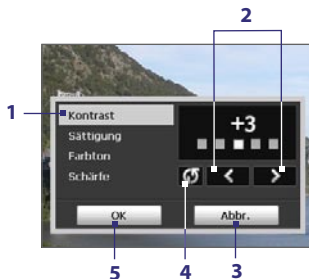 2
1
Kontrast
+3
Sättigung
Farbton
Schärfe
OK
Abbr.
5
4
3